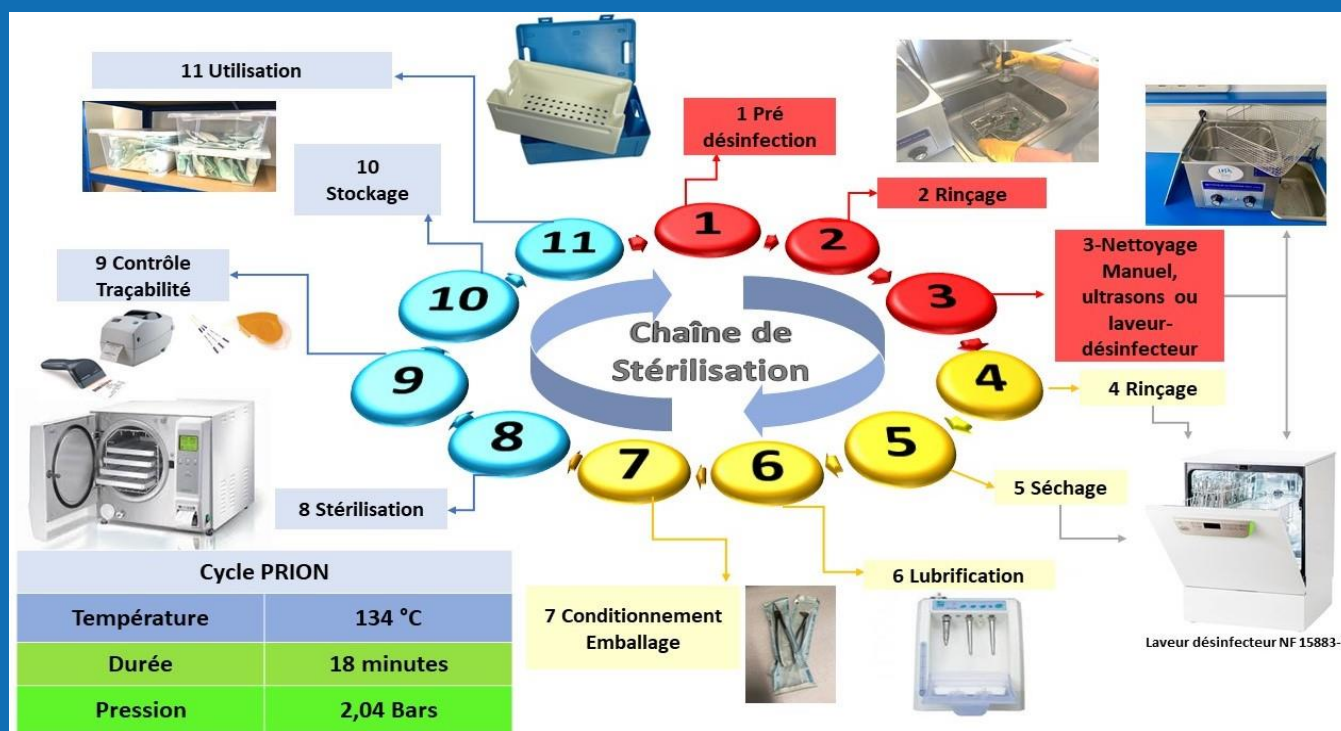 11 Utilisation
1 Pré
désinfection
10
Stockage
2 Rinçage
9 Contrôle
Traçabilité
3-Nettoyage
Manuel,
ultrasons ou
laveur-
désinfecteur
1
2
3
4
5
6
7
8
9
10
11
Chaîne de
Stérilisation
4 Rinçage
5 Séchage
8 Stérilisation
6 Lubrification
7 Conditionnement
Emballage
Laveur désinfecteur NF 15883-
Cycle PRION
Température 134 °C
Durée 18 minutes
Pression 2,04 Bars